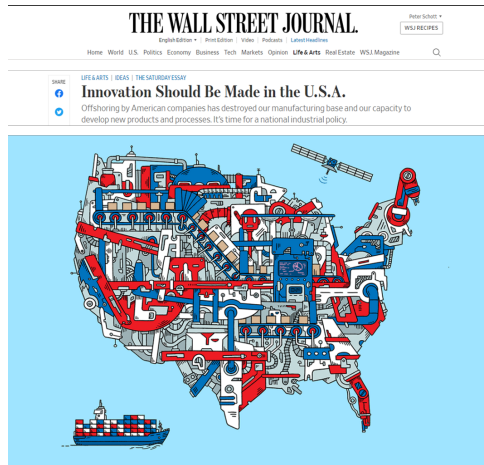 THE WALL STREET JOURNAL.
Peter Schott
WSJ RECIPES
English Edition | Print Edition | Video | Podcasts | Latest Headlines
Home World U.S. Politics Economy Business Tech Markets Opinion Life & Arts Real Estate WSJ. Magazine
SHARE
LIFE & ARTS | IDEAS | THE SATURDAY ESSAY
Innovation Should Be Made in the U.S.A.
Offshoring by American companies has destroyed our manufacturing base and our capacity to
develop new products and processes. It's time for a national industrial policy.